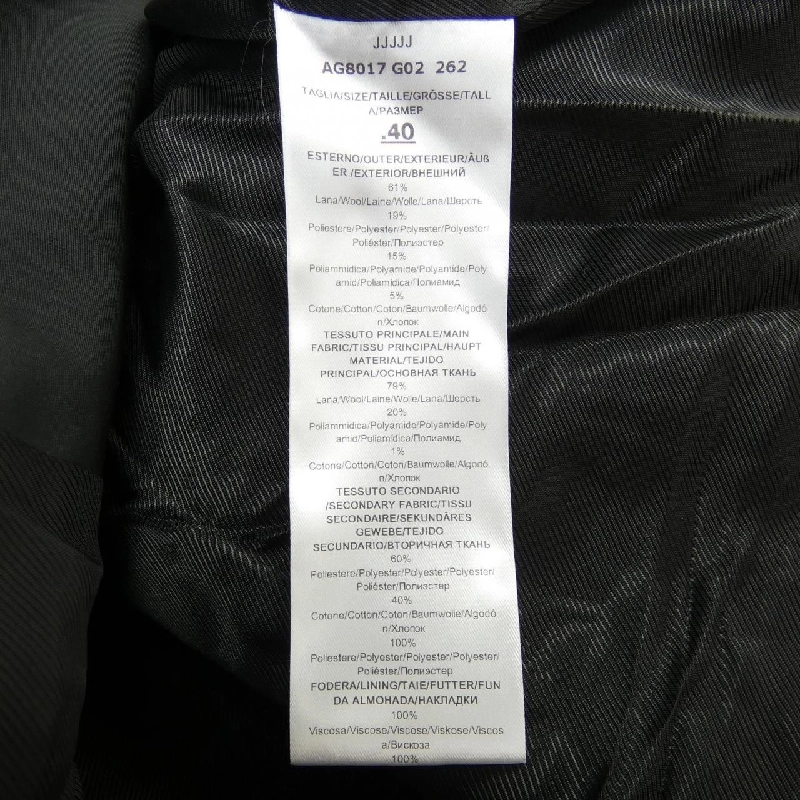 JJJJJ
AG8017 G02 262
TAGLIA/SIZE/TAILLE/GRÖSSE/TALL
A/РАЗМЕР
.40
ESTERNO/OUTER/EXTERIEUR/ÄUß
ER /EXTERIOR/ВНЕШНИЙ
61%
Lana/Wool/Laine/Wolle/Lana/Шерсть
19%
Poliestere/Polyester/Polyester/Polyester/
Poliéster/Полиэстер
15%
Poliammidica/Polyamide/Polyamide/Poly
amid/Poliamidica/Полиамид
5%
Cotone/Cotton/Coton/Baumwolle/Algodó
n/Хлопок
TESSUTO PRINCIPALE/MAIN
FABRIC/TISSU PRINCIPAL/HAUPT
MATERIAL/TEJIDO
PRINCIPAL/ОСНОВНАЯ ТКАНЬ
79%
Lana/Wool/Laine/Wolle/Lana/Шерсть
20%
Poliammidica/Polyamide/Polyamide/Poly
amid/Poliamidica/Полиамид
1%
Cotone/Cotton/Coton/Baumwolle/Algodó
n/Хлопок
TESSUTO SECONDARIO
/SECONDARY FABRIC/TISSU
SECONDAIRE/SEKUNDÄRES
GEWEBE/TEJIDO
SECUNDARIO/ВТОРИЧНАЯ ТКАНЬ
60%
Poliestere/Polyester/Polyester/Polyester/
Poliéster/Полиэстер
40%
Cotone/Cotton/Coton/Baumwolle/Algodó
n/Хлопок
100%
Poliestere/Polyester/Polyester/Polyester/
Poliéster/Полиэстер
FODERA/LINING/TAIE/FUTTER/FUN
DA ALMOHADA/НАКЛАДКИ
100%
Viscosa/Viscose/Viscose/Viskose/Viscos
a/Вискоза
100%